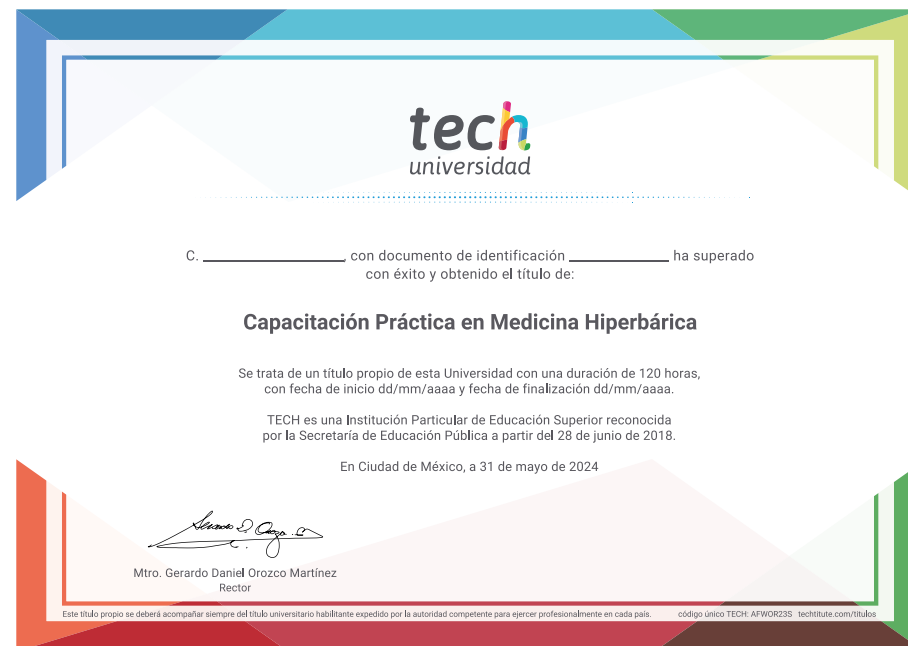 tech
universidad
C. ____________, con documento de identificación ____________ ha superado
con éxito y obtenido el título de:
Capacitación Práctica en Medicina Hiperbárica
Se trata de un título propio de esta Universidad con una duración de 120 horas,
con fecha de inicio dd/mm/aaaa y fecha de finalización dd/mm/aaaa.
TECH es una Institución Particular de Educación Superior reconocida
por la Secretaría de Educación Pública a partir del 28 de junio de 2018.
En Ciudad de México, a 31 de mayo de 2024
Mtro. Gerardo Daniel Orozco Martínez
Rector
Este título propio se deberá acompañar siempre del título universitario habilitante expedido por la autoridad competente para ejercer profesionalmente en cada país. código único TECH: AFWOR23S techtitute.com/titulos